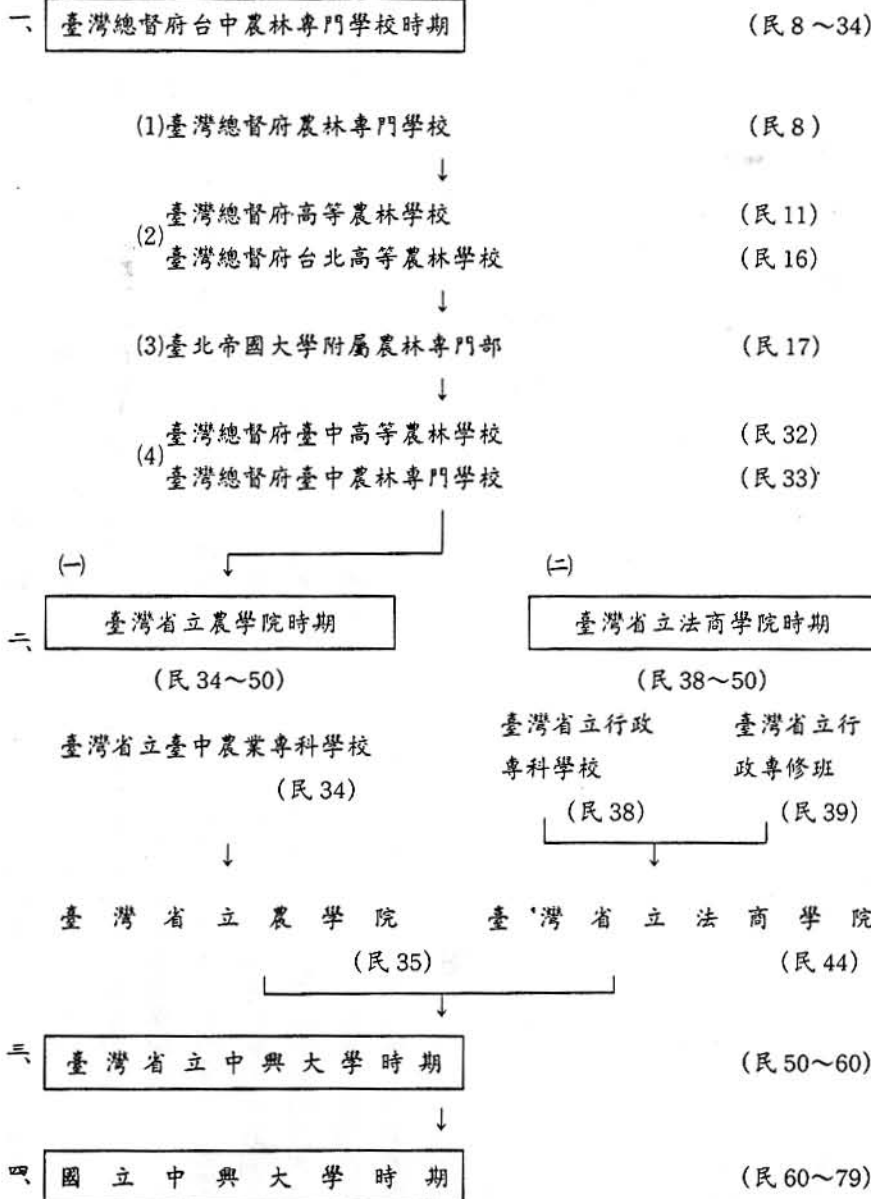 一、 臺灣總督府台中農林專門學校時期 (民8～34)
(1)臺灣總督府農林專門學校 (民8)
↓
臺灣總督府高等農林學校 (民11)
(2)
臺灣總督府台北高等農林學校 (民16)
↓
(3)臺北帝國大學附屬農林專門部 (民17)
↓
臺灣總督府臺中高等農林學校 (民32)
(4)
臺灣總督府臺中農林專門學校 (民33)
(一) (二)
二、 臺灣省立農學院時期 臺灣省立法商學院時期
(民34～50) (民38～50)
臺灣省立行政 臺灣省立行
臺灣省立臺中農業專科學校 專科學校 政專修班
(民34) (民38) (民39)
↓ ↓
臺灣省立農學院 臺灣省立法商學院
(民35) (民44)
↓
三、 臺灣省立中興大學時期 (民50～60)
↓
四、 國立中興大學時期 (民60～79)